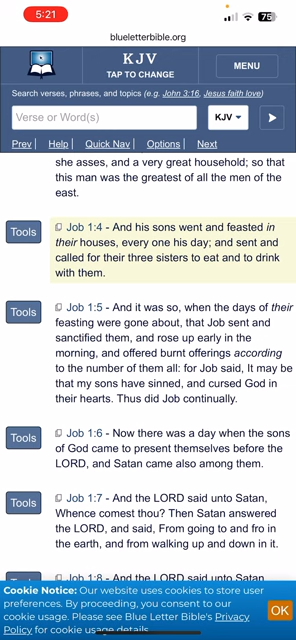 5:21
75
blueletterbible.org
KJV
TAP TO CHANGE
MENU
Search verses, phrases, and topics (e.g. John 3:16, Jesus faith love)
Verse or Word(s)
KJV
Prev | Help | Quick Nav | Options | Next
she asses, and a very great household; so that
this man was the greatest of all the men of the
east.
Tools
Job 1:4 - And his sons went and feasted in
their houses, every one his day; and sent and
called for their three sisters to eat and to drink
with them.
Tools
Job 1:5 - And it was so, when the days of their
feasting were gone about, that Job sent and
sanctified them, and rose up early in the
morning, and offered burnt offerings according
to the number of them all: for Job said, It may be
that my sons have sinned, and cursed God in
their hearts. Thus did Job continually.
Tools
Job 1:6 - Now there was a day when the sons
of God came to present themselves before the
LORD, and Satan came also among them.
Tools
Job 1:7 - And the LORD said unto Satan,
Whence comest thou? Then Satan answered
the LORD, and said, From going to and fro in
the earth, and from walking up and down in it.
Tools
Job 1:8 - And the LORD said unto Satan,
Cookie Notice: Our website uses cookies to store user
preferences. By proceeding, you consent to our
cookie usage. Please see Blue Letter Bible's Privacy
Policy for cookie usage details.
OK